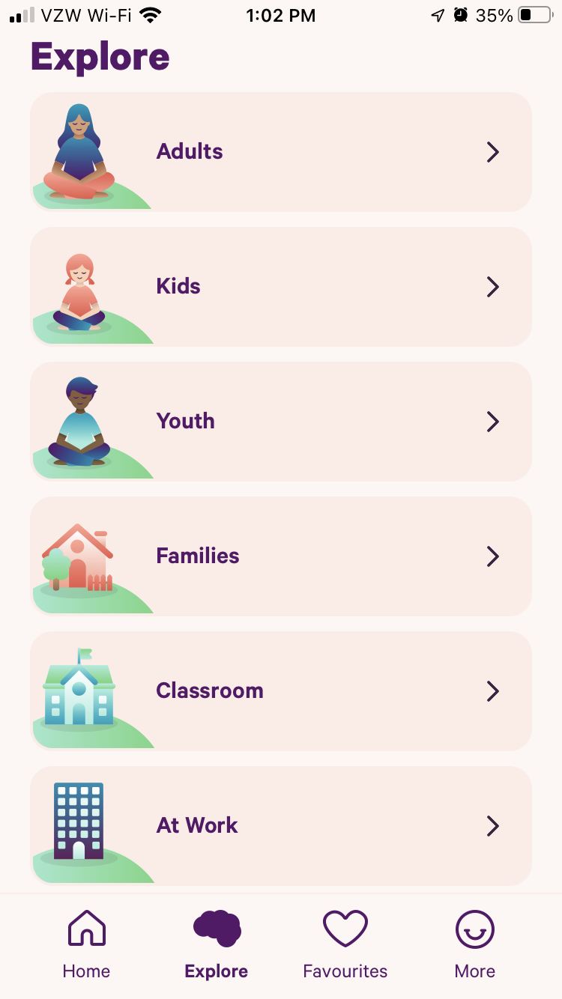 VZW Wi-Fi 1:02 PM 35%
Explore
Adults
Kids
Youth
Families
Classroom
At Work
Home Explore Favourites More